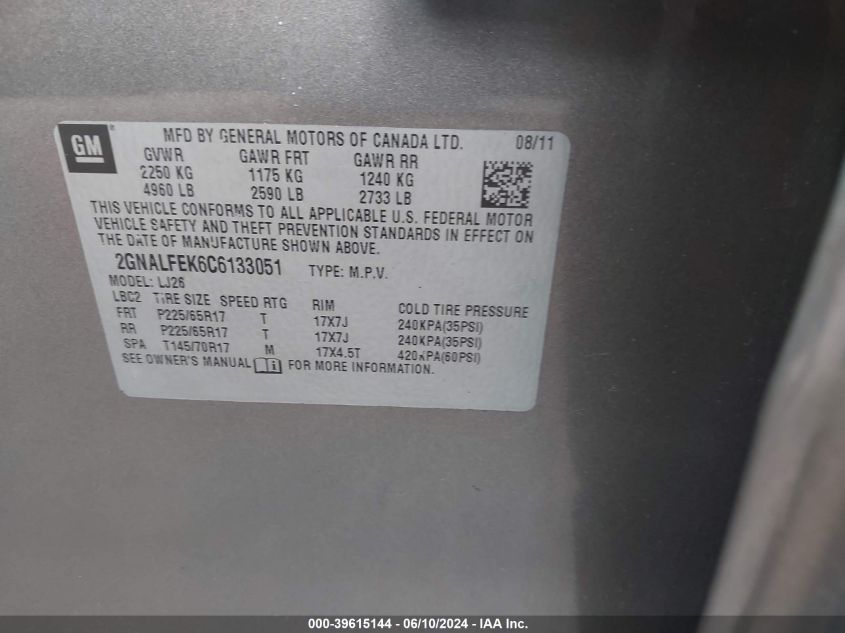 GM ® MFD BY GENERAL MOTORS OF CANADA LTD. 08/11
GVWR GAWR FRT GAWR RR
2250 KG 1175 KG 1240 KG
4960 LB 2590 LB 2733 LB
THIS VEHICLE CONFORMS TO ALL APPLICABLE U.S. FEDERAL MOTOR
VEHICLE SAFETY AND THEFT PREVENTION STANDARDS IN EFFECT ON
THE DATE OF MANUFACTURE SHOWN ABOVE.
2GNALFEK6C6133051 TYPE: M.P.V.
MODEL: LJ26
LBC2 TIRE SIZE SPEED RTG RIM COLD TIRE PRESSURE
FRT P225/65R17 T 17X7J 240KPA(35PSI)
RR P225/65R17 T 17X7J 240KPA(35PSI)
SPA T145/70R17 M 17X4.5T 420KPA(60PSI)
SEE OWNER'S MANUAL FOR MORE INFORMATION.
000-39615144 - 06/10/2024 - IAA Inc.